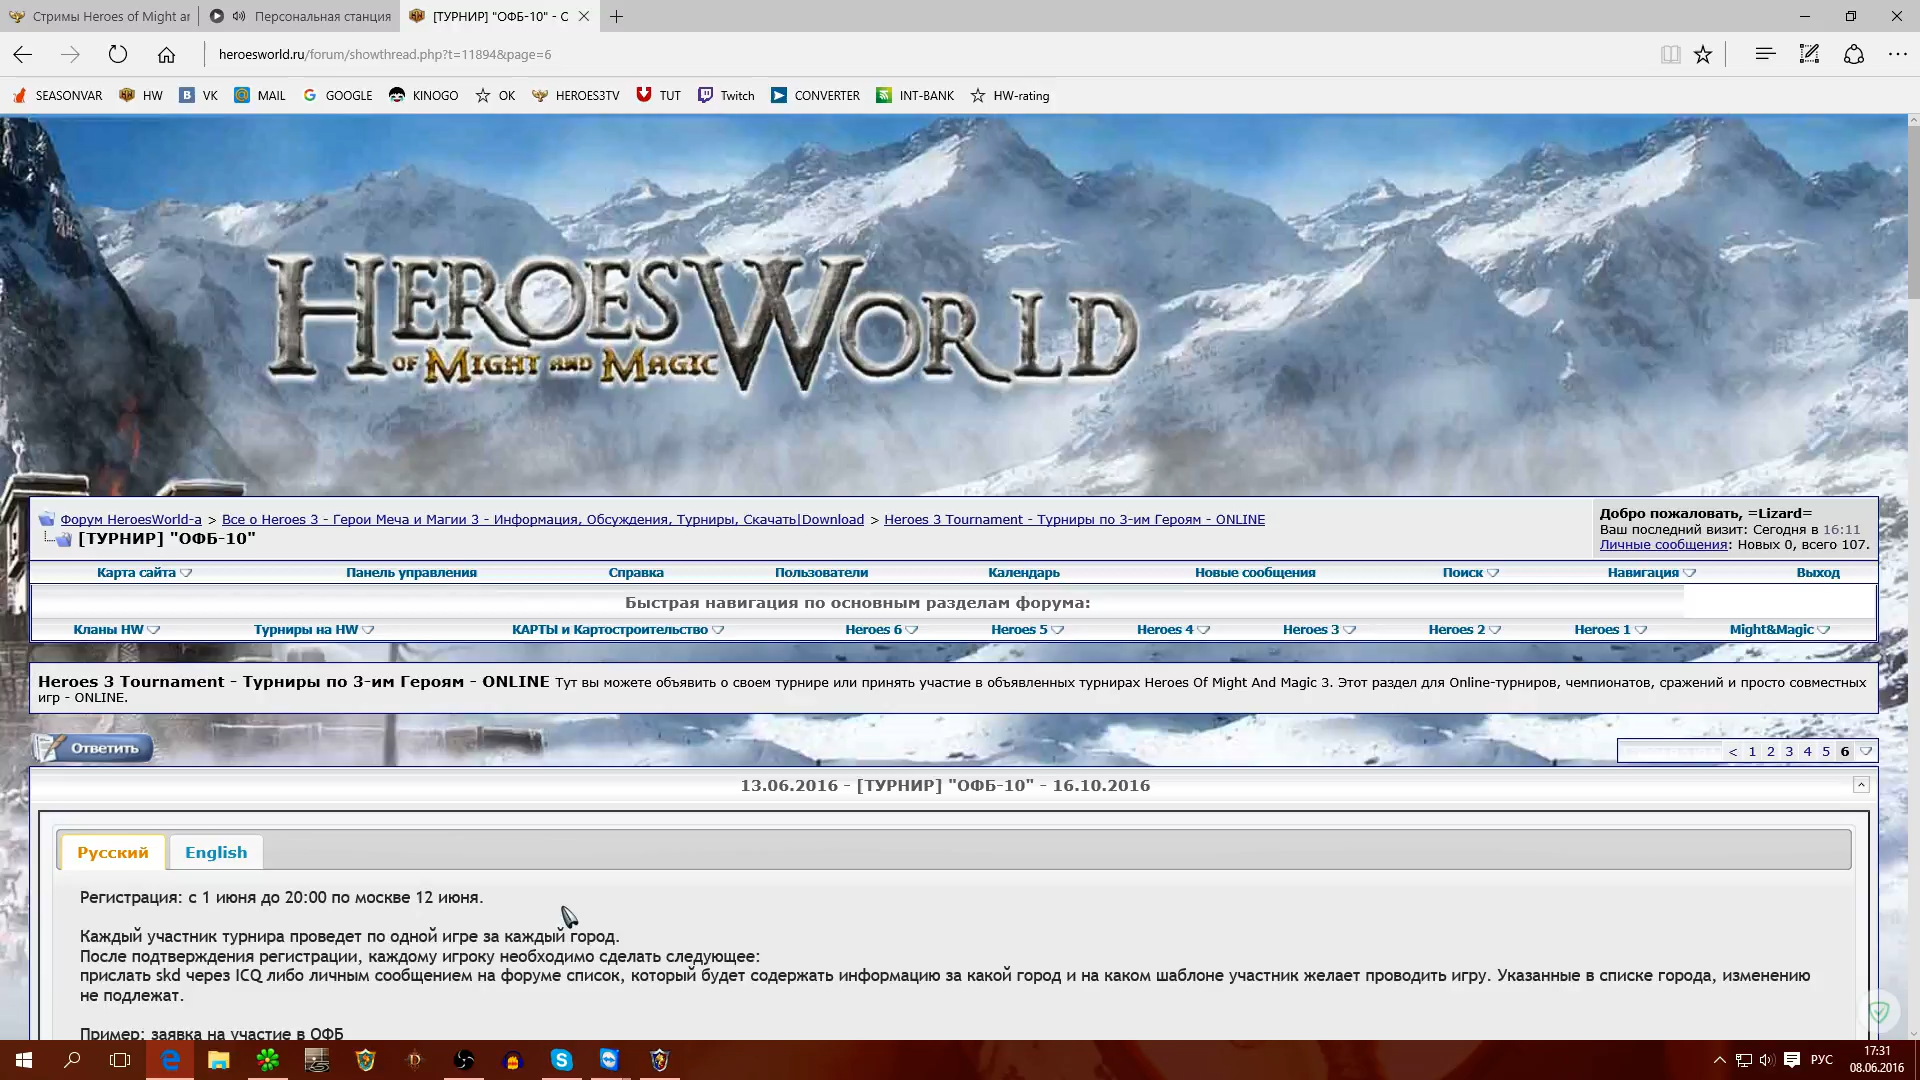 Стримы Heroes of Might ar
Персональная станция
[ТУРНИР] "ОФБ-10" - С
heroesworld.ru/forum/showthread.php?t=11894&page=6
SEASONVAR HW VK MAIL GOOGLE KINOGO OK HEROES3TV TUT Twitch CONVERTER INT-BANK HW-rating
HEROES WORLD
OF MIGHT AND MAGIC
Форум HeroesWorld-а > Все о Heroes 3 - Герои Меча и Магии 3 - Информация, Обсуждения, Турниры, Скачать|Download > Heroes 3 Tournament - Турниры по 3-им Героям - ONLINE
[ТУРНИР] "ОФБ-10"
Добро пожаловать, =Lizard=
Ваш последний визит: Сегодня в 16:11
Личные сообщения: Новых 0, всего 107.
Карта сайта Панель управления Справка Пользователи Календарь Новые сообщения Поиск Навигация Выход
Быстрая навигация по основным разделам форума:
Кланы HW Турниры на HW КАРТЫ и Картостроительство Heroes 6 Heroes 5 Heroes 4 Heroes 3 Heroes 2 Heroes 1 Might&Magic
Heroes 3 Tournament - Турниры по 3-им Героям - ONLINE Тут вы можете объявить о своем турнире или принять участие в объявленных турнирах Heroes Of Might And Magic 3. Этот раздел для Online-турниров, чемпионатов, сражений и просто совместных
игр - ONLINE.
Ответить
< 1 2 3 4 5 6
13.06.2016 - [ТУРНИР] "ОФБ-10" - 16.10.2016
Русский English
Регистрация: с 1 июня до 20:00 по москве 12 июня.
Каждый участник турнира проведет по одной игре за каждый город.
После подтверждения регистрации, каждому игроку необходимо сделать следующее:
прислать skd через ICQ либо личным сообщением на форуме список, который будет содержать информацию за какой город и на каком шаблоне участник желает проводить игру. Указанные в списке города, изменению
не подлежат.
Пример: заявка на участие в ОФБ
РУС
17:31
08.06.2016